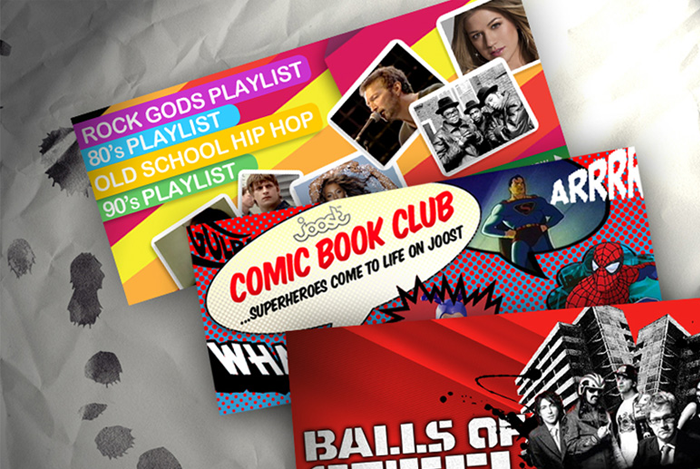 ROCK GODS PLAYLIST
80's PLAYLIST
OLD SCHOOL HIP HOP
90's PLAYLIST
joost
COMIC BOOK CLUB
...SUPERHEROES COME TO LIFE ON JOOST
ARRRR
BALLS OF